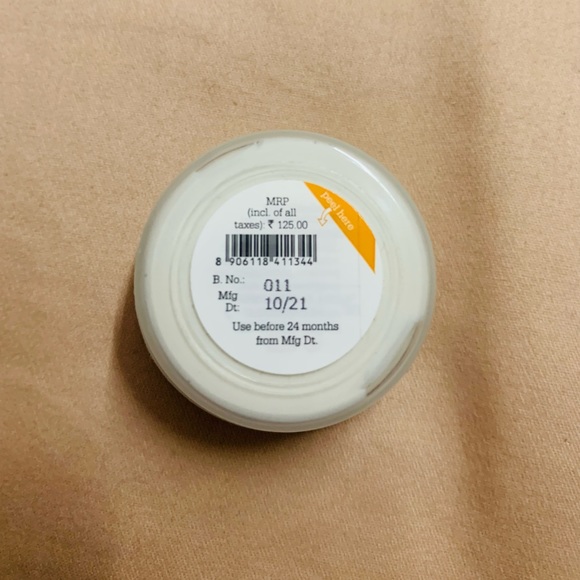 MRP
(incl. of all
taxes): ₹ 125.00
peel here
8 906118 411344
B. No.: 011
Mfg
Dt: 10/21
Use before 24 months
from Mfg Dt.